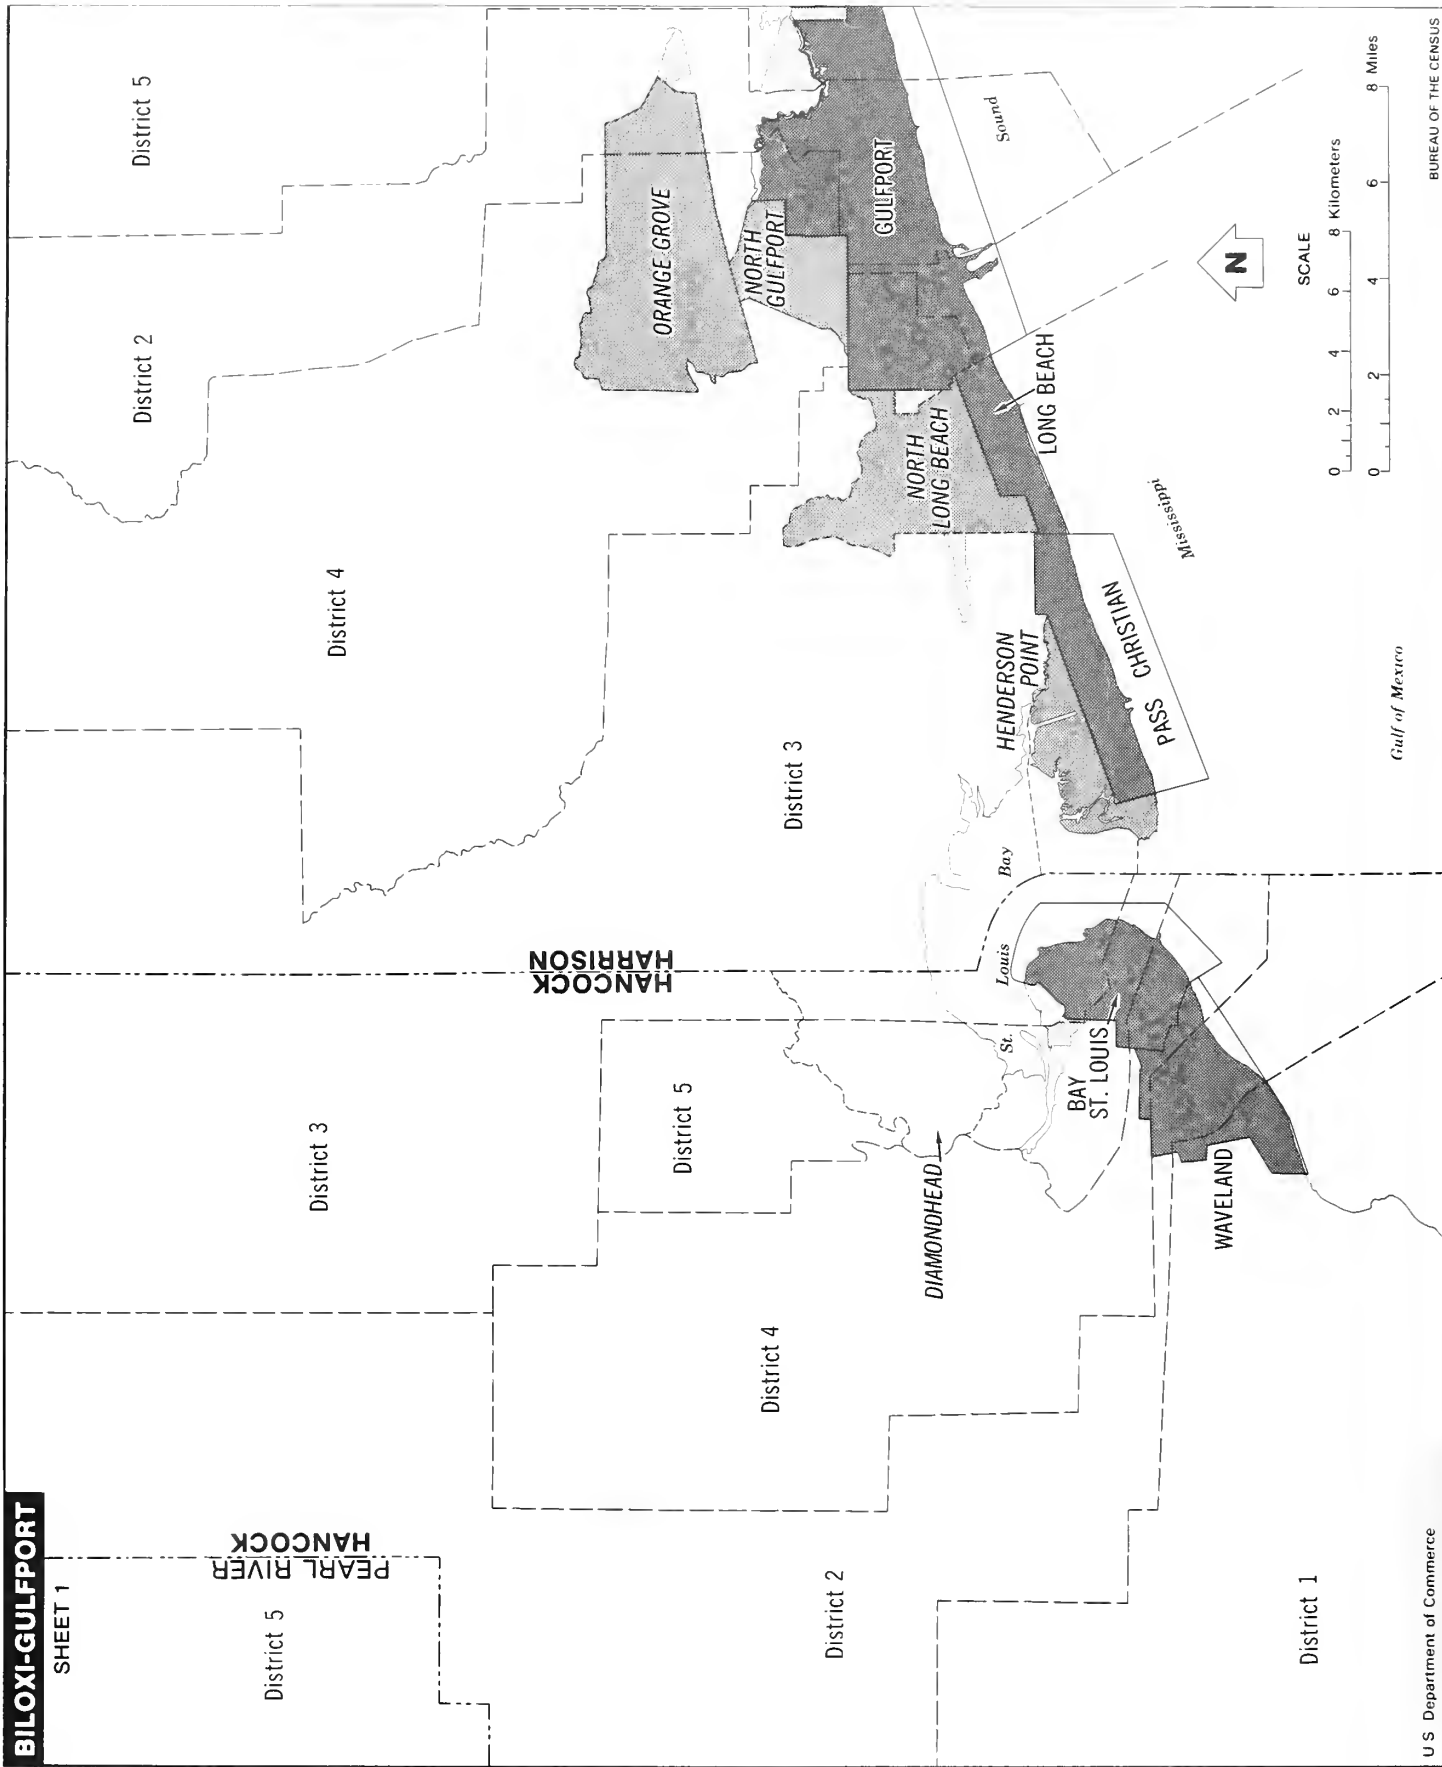 BILOXI-GULFPORT
SHEET 1
District 5
PEARL RIVER
HANCOCK
District 3
HANCOCK
HARRISON
District 4
District 2
District 5
District 2
District 4
District 5
District 3
ORANGE GROVE
NORTH
GULFPORT
GULFPORT
NORTH
LONG BEACH
LONG BEACH
DIAMONDHEAD
St.
Louis
Bay
HENDERSON
POINT
PASS CHRISTIAN
BAY
ST. LOUIS
WAVELAND
Mississippi
Sound
Gulf of Mexico
District 1
N
SCALE
0 2 4 6 8 Kilometers
0 2 4 6 8 Miles
U S Department of Commerce
BUREAU OF THE CENSUS